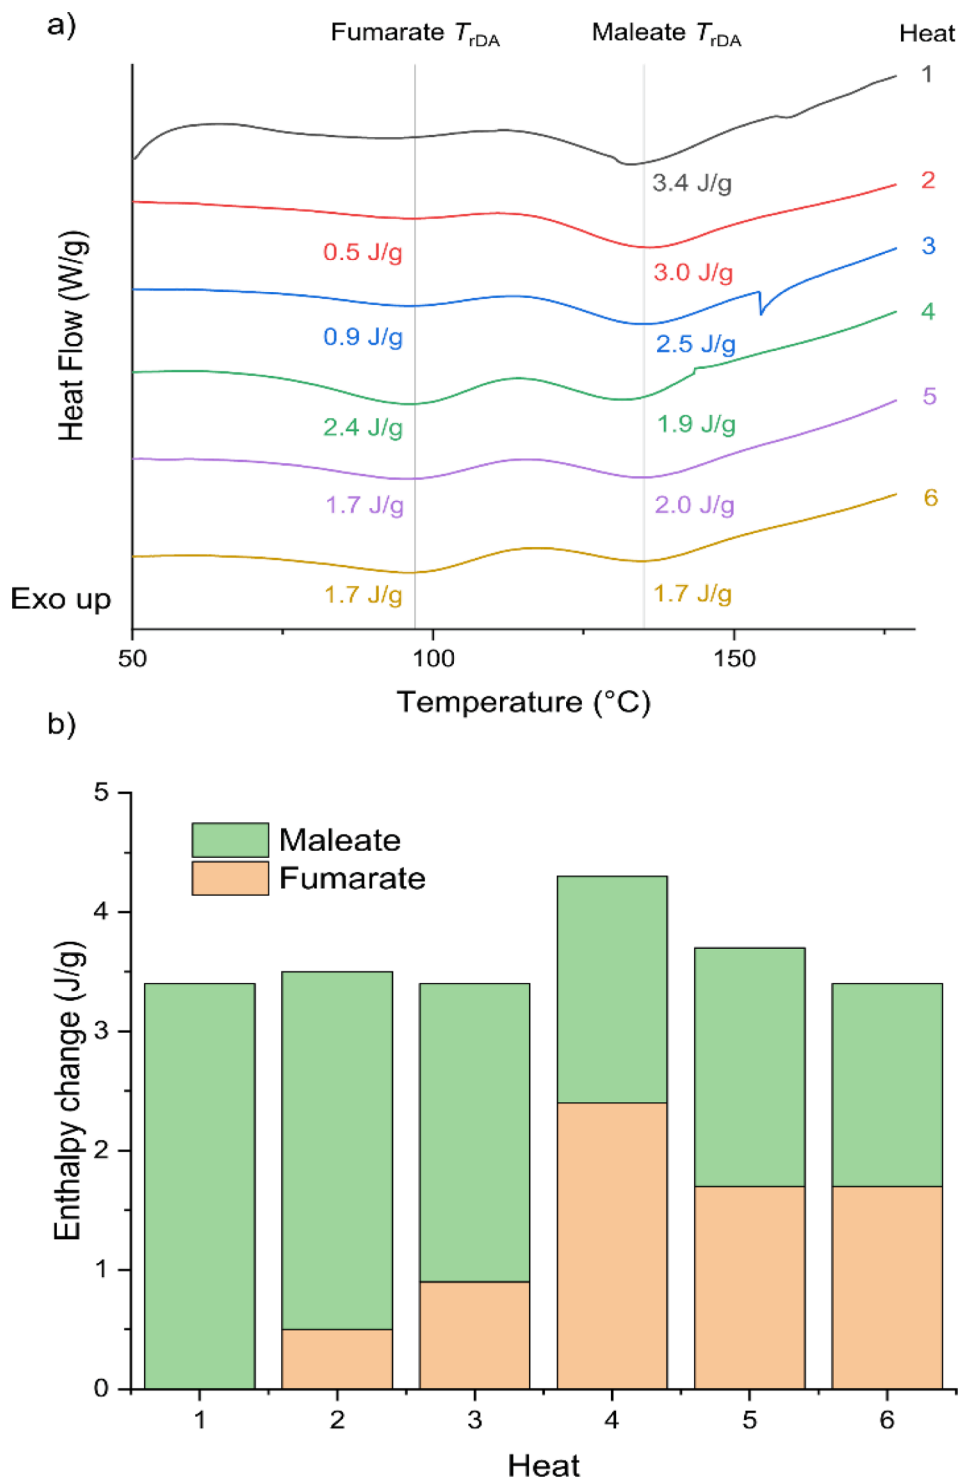 a)
Fumarate TrDA Maleate TrDA Heat
1
3.4 J/g
2
0.5 J/g 3.0 J/g
3
0.9 J/g 2.5 J/g
4
2.4 J/g 1.9 J/g
5
1.7 J/g 2.0 J/g
6
1.7 J/g 1.7 J/g
Heat Flow (W/g)
Exo up
50 100 150
Temperature (°C)
b)
5
4
3
2
1
0
Enthalpy change (J/g)
Maleate
Fumarate
1 2 3 4 5 6
Heat